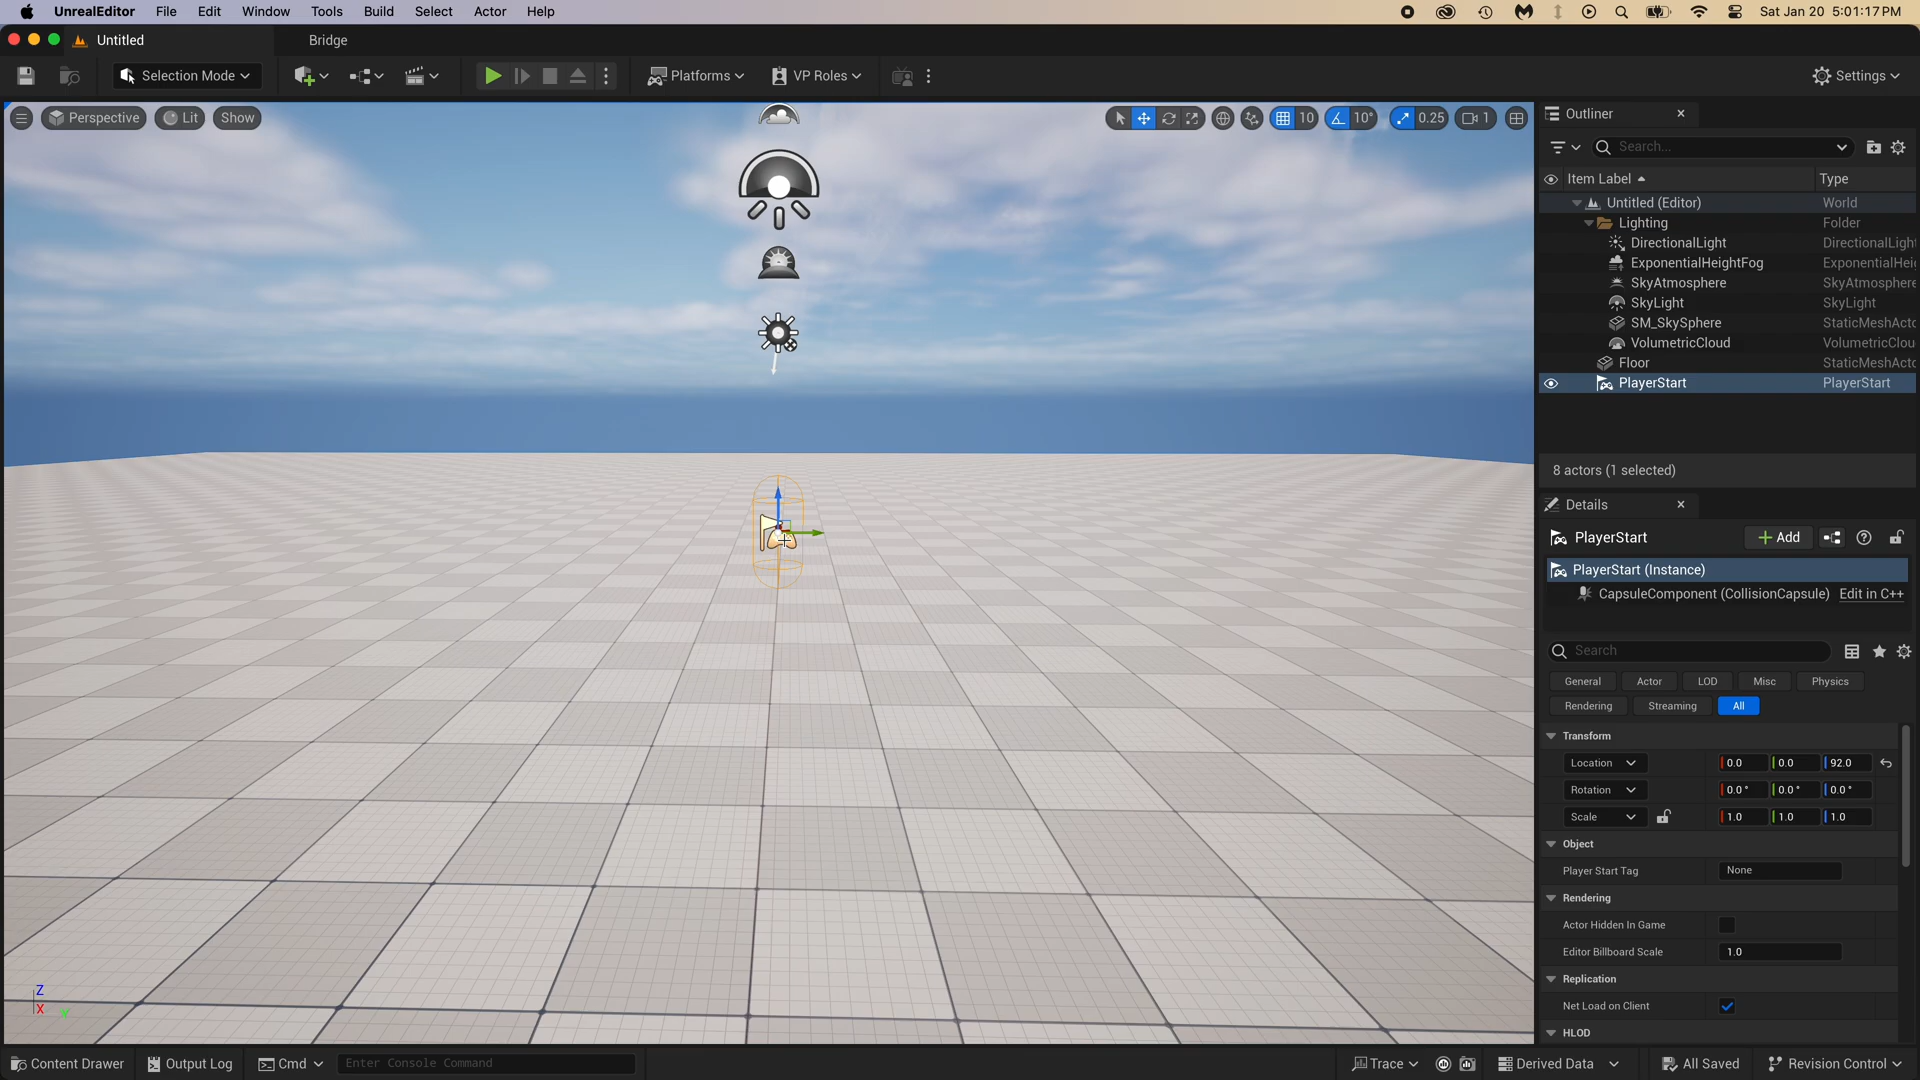 UnrealEditor File Edit Window Tools Build Select Actor Help Sat Jan 20 5:01:17 PM
Untitled Bridge
Selection Mode Platforms VP Roles Settings
Perspective Lit Show 10 10° 0.25 1
Outliner
Search...
Item Label Type
Untitled (Editor) World
Lighting Folder
DirectionalLight DirectionalLight
ExponentialHeightFog ExponentialHei
SkyAtmosphere SkyAtmosphere
SkyLight SkyLight
SM_SkySphere StaticMeshActo
VolumetricCloud VolumetricClou
Floor StaticMeshActo
PlayerStart PlayerStart
8 actors (1 selected)
Details
PlayerStart Add
PlayerStart (Instance)
CapsuleComponent (CollisionCapsule) Edit in C++
Search
General Actor LOD Misc Physics
Rendering Streaming All
Transform
Location 0.0 0.0 92.0
Rotation 0.0° 0.0° 0.0°
Scale 1.0 1.0 1.0
Object
Player Start Tag None
Rendering
Actor Hidden In Game
Editor Billboard Scale 1.0
Replication
Net Load on Client
HLOD
Z
X
Y
Content Drawer Output Log Cmd Enter Console Command Trace Derived Data All Saved Revision Control